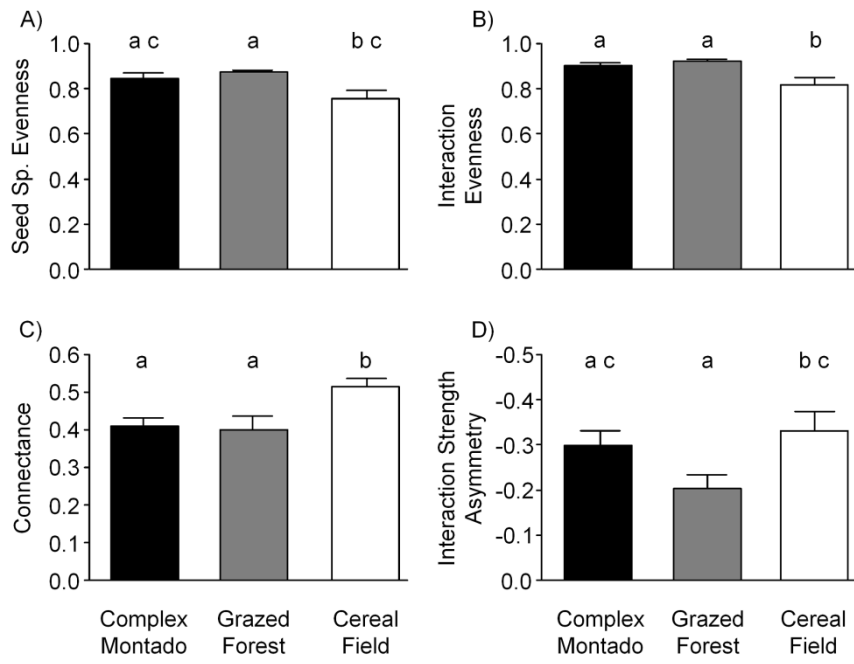 A)
a c
a
b c
Seed Sp. Evenness
1.0
0.8
0.6
0.4
0.2
0.0
B)
a
a
b
Interaction
Evenness
1.0
0.8
0.6
0.4
0.2
0.0
C)
a
a
b
Connectance
0.6
0.5
0.4
0.3
0.2
0.1
0.0
Complex
Montado
Grazed
Forest
Cereal
Field
D)
a c
a
b c
Interaction Strength
Asymmetry
-0.5
-0.4
-0.3
-0.2
-0.1
0.0
Complex
Montado
Grazed
Forest
Cereal
Field